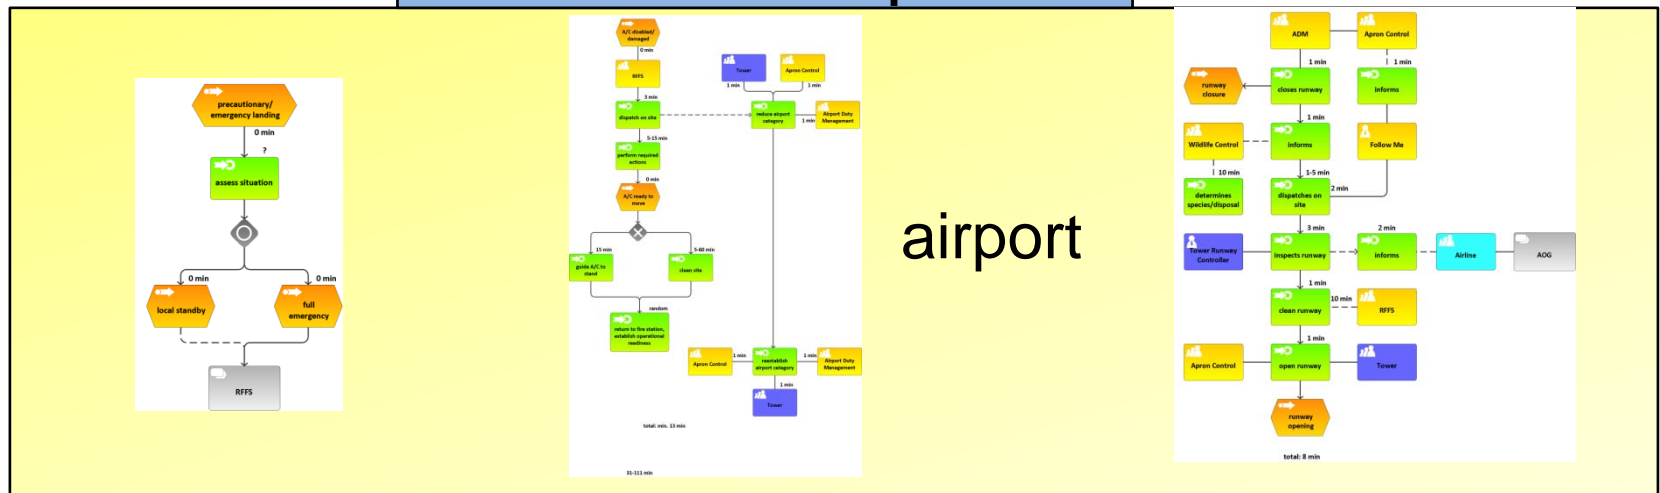 precautionary/
emergency landing
0 min
?
assess situation
0 min
0 min
local standby
full
emergency
RFFS
A/C disabled/
damaged
0 min
RFFS
3 min
dispatch on site
5-15 min
perform required
actions
0 min
A/C ready to
move
15 min
5-60 min
guide A/C to
stand
clean site
random
return to fire station,
establish operational
readiness
Tower
Apron Control
1 min
1 min
reduce airport
category
1 min
Airport Duty
Management
Apron Control
1 min
reestablish
airport category
1 min
Airport Duty
Management
1 min
Tower
total: min. 13 min
31-111 min
airport
ADM
Apron Control
1 min
1 min
runway
closure
closes runway
informs
1 min
Wildlife Control
informs
Follow Me
10 min
1-5 min
determines
species/disposal
dispatches on
site
2 min
3 min
2 min
Tower Runway
Controller
inspects runway
informs
Airline
AOG
1 min
clean runway
10 min
RFFS
1 min
Apron Control
open runway
Tower
runway
opening
total: 8 min